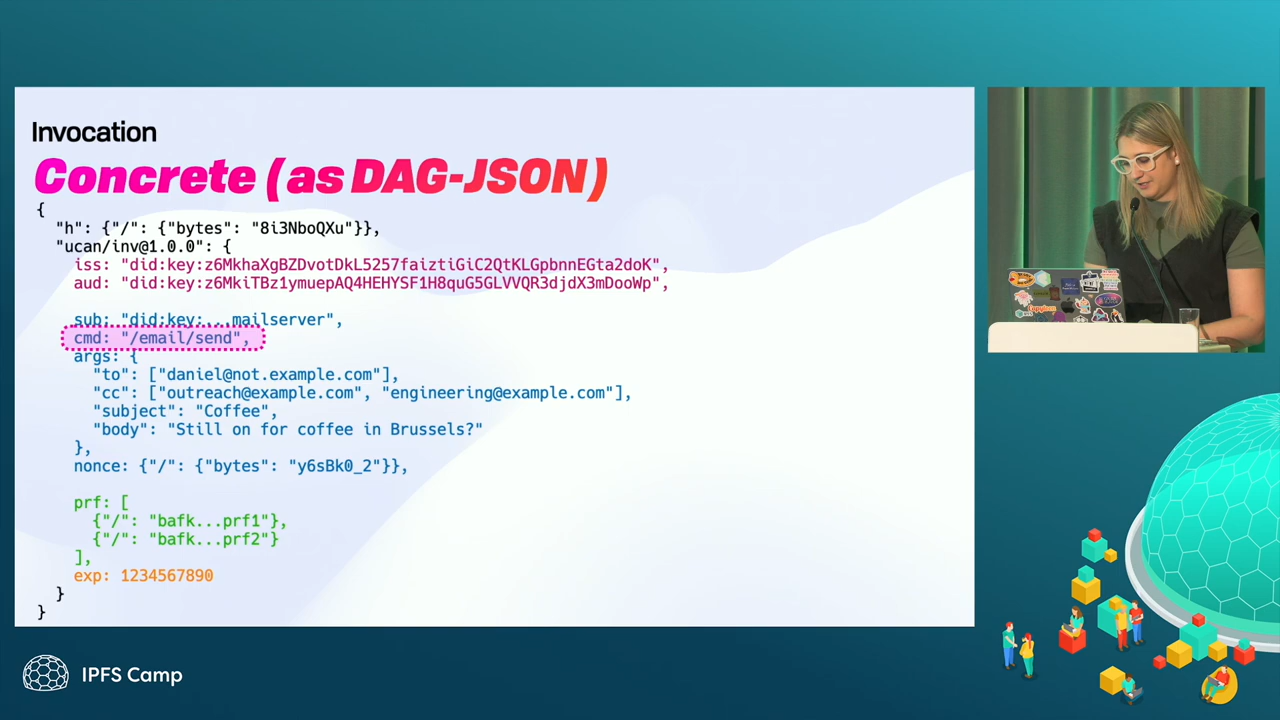 Invocation
Concrete (as DAG-JSON)
{
"h": {"/": {"bytes": "8i3NboQXu"}},
"ucan/inv@1.0.0": {
iss: "did:key:z6MkhaXgBZDvotDkL5257faiztiGiC2QtKLGpbnnEGta2doK",
aud: "did:key:z6MkiTBz1ymuepAQ4HEHYSF1H8quG5GLVVQR3djdX3mDooWp",
sub: "did:key:...mailserver",
cmd: "/email/send",
args: {
"to": ["daniel@not.example.com"],
"cc": ["outreach@example.com", "engineering@example.com"],
"subject": "Coffee",
"body": "Still on for coffee in Brussels?"
},
nonce: {"/": {"bytes": "y6sBk0_2"}},
prf: [
{"/": "bafk...prf1"},
{"/": "bafk...prf2"}
],
exp: 1234567890
}
}
IPFS Camp